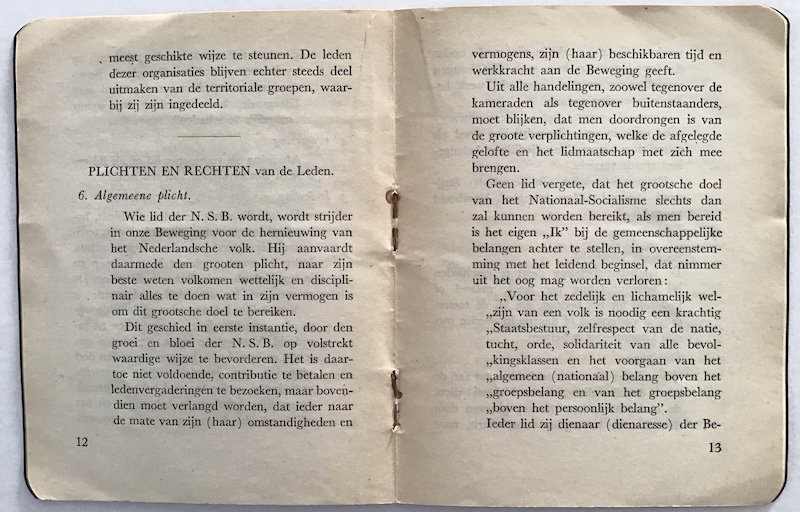 meest geschikte wijze te steunen. De leden
dezer organisaties blijven echter steeds deel
uitmaken van de territoriale groepen, waar-
bij zij zijn ingedeeld.
PLICHTEN EN RECHTEN van de Leden.
6. Algemeene plicht.
Wie lid der N. S. B. wordt, wordt strijder
in onze Beweging voor de hernieuwing van
het Nederlandsche volk. Hij aanvaardt
daarmede den grooten plicht, naar zijn
beste weten volkomen wettelijk en discipli-
nair alles te doen wat in zijn vermogen is
om dit grootsche doel te bereiken.
Dit geschied in eerste instantie, door den
groei en bloei der N. S. B. op volstrekt
waardige wijze te bevorderen. Het is daar-
toe niet voldoende, contributie te betalen en
ledenvergaderingen te bezoeken, maar boven-
dien moet verlangd worden, dat ieder naar
de mate van zijn (haar) omstandigheden en
12
vermogens, zijn (haar) beschikbaren tijd en
werkkracht aan de Beweging geeft.
Uit alle handelingen, zoowel tegenover de
kameraden als tegenover buitenstaanders,
moet blijken, dat men doordrongen is van
de groote verplichtingen, welke de afgelegde
gelofte en het lidmaatschap met zich mee
brengen.
Geen lid vergete, dat het grootsche doel
van het Nationaal-Socialisme slechts dan
zal kunnen worden bereikt, als men bereid
is het eigen „Ik" bij de gemeenschappelijke
belangen achter te stellen, in overeenstem-
ming met het leidend beginsel, dat nimmer
uit het oog mag worden verloren:
„Voor het zedelijk en lichamelijk wel-
„zijn van een volk is noodig een krachtig
„Staatsbestuur, zelfrespect van de natie,
tucht, orde, solidariteit van alle bevol-
„kingsklassen en het voorgaan van het
„algemeen (nationaal) belang boven het
„groepsbelang en van het groepsbelang
„boven het persoonlijk belang".
Ieder lid zij dienaar (dienaresse) der Be-
13